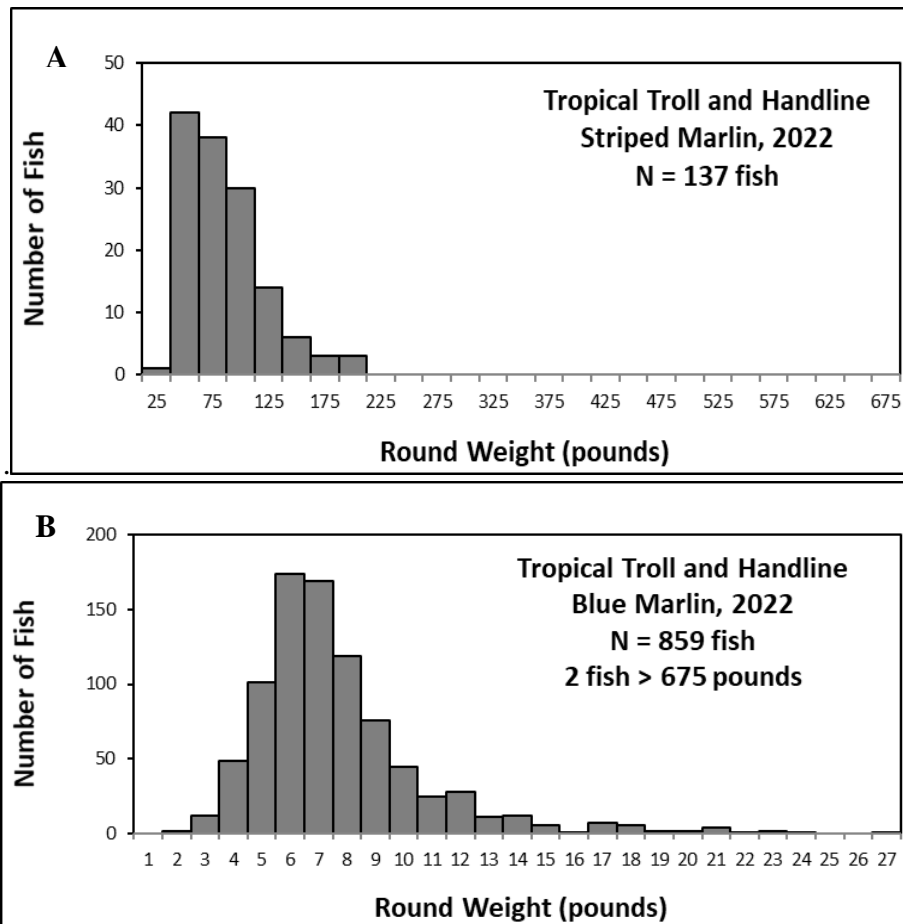 A
Number of Fish
50
40
30
20
10
0
Tropical Troll and Handline
Striped Marlin, 2022
N = 137 fish
25 75 125 175 225 275 325 375 425 475 525 575 625 675
Round Weight (pounds)
.
B
Number of Fish
200
150
100
50
0
Tropical Troll and Handline
Blue Marlin, 2022
N = 859 fish
2 fish > 675 pounds
1 2 3 4 5 6 7 8 9 10 11 12 13 14 15 16 17 18 19 20 21 22 23 24 25 26 27
Round Weight (pounds)